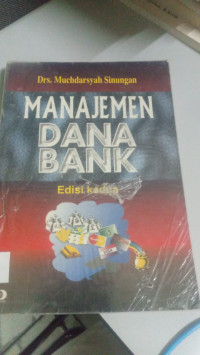 Drs. Muchdarsyah Sinungan
MANAJEMEN
DANA
BANK
Edisi kedua